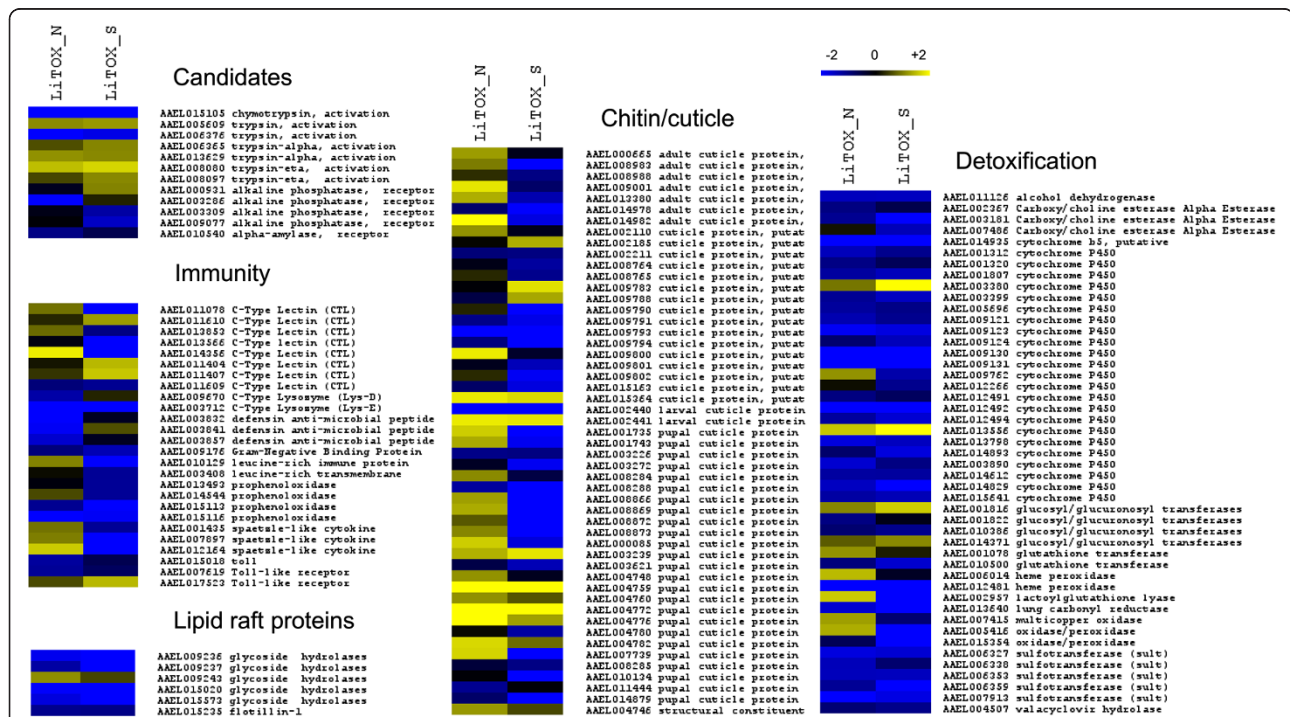 LiTOX_N
LiTOX_S
Candidates
AAEL015105 chymotrypsin, activation
AAEL005609 trypsin, activation
AAEL006376 trypsin, activation
AAEL006365 trypsin-alpha, activation
AAEL013629 trypsin-alpha, activation
AAEL008080 trypsin-eta, activation
AAEL008097 trypsin-eta, activation
AAEL000931 alkaline phosphatase, receptor
AAEL003286 alkaline phosphatase, receptor
AAEL003309 alkaline phosphatase, receptor
AAEL009077 alkaline phosphatase, receptor
AAEL010540 alpha-amylase, receptor
Immunity
AAEL011078 C-Type Lectin (CTL)
AAEL011610 C-Type Lectin (CTL)
AAEL013853 C-Type Lectin (CTL)
AAEL013566 C-Type lectin (CTL)
AAEL014356 C-Type Lectin (CTL)
AAEL011404 C-Type Lectin (CTL)
AAEL011407 C-Type Lectin (CTL)
AAEL011609 C-Type Lectin (CTL)
AAEL009670 C-Type Lysozyme (Lys-D)
AAEL003712 C-Type Lysozyme (Lys-E)
AAEL003832 defensin anti-microbial peptide
AAEL003841 defensin anti-microbial peptide
AAEL003857 defensin anti-microbial peptide
AAEL009176 Gram-Negative Binding Protein
AAEL010129 leucine-rich immune protein
AAEL003408 leucine-rich transmembrane
AAEL013493 prophenoloxidase
AAEL014544 prophenoloxidase
AAEL015113 prophenoloxidase
AAEL015116 prophenoloxidase
AAEL001435 spaetzle-like cytokine
AAEL007897 spaetzle-like cytokine
AAEL012164 spaetzle-like cytokine
AAEL015018 toll
AAEL007619 Toll-like receptor
AAEL017523 Toll-like receptor
Lipid raft proteins
AAEL009236 glycoside hydrolases
AAEL009237 glycoside hydrolases
AAEL009243 glycoside hydrolases
AAEL015020 glycoside hydrolases
AAEL015573 glycoside hydrolases
AAEL015235 flotillin-1
LiTOX_N
LiTOX_S
Chitin/cuticle
AAEL000665 adult cuticle protein,
AAEL008983 adult cuticle protein,
AAEL008988 adult cuticle protein,
AAEL009001 adult cuticle protein,
AAEL013380 adult cuticle protein,
AAEL014978 adult cuticle protein,
AAEL014982 adult cuticle protein,
AAEL002110 cuticle protein, putat
AAEL002185 cuticle protein, putat
AAEL002211 cuticle protein, putat
AAEL008764 cuticle protein, putat
AAEL008765 cuticle protein, putat
AAEL009783 cuticle protein, putat
AAEL009788 cuticle protein, putat
AAEL009790 cuticle protein, putat
AAEL009791 cuticle protein, putat
AAEL009793 cuticle protein, putat
AAEL009794 cuticle protein, putat
AAEL009800 cuticle protein, putat
AAEL009801 cuticle protein, putat
AAEL009802 cuticle protein, putat
AAEL015163 cuticle protein, putat
AAEL015364 cuticle protein, putat
AAEL002440 larval cuticle protein
AAEL002441 larval cuticle protein
AAEL001735 pupal cuticle protein
AAEL001743 pupal cuticle protein
AAEL003226 pupal cuticle protein
AAEL003272 pupal cuticle protein
AAEL008284 pupal cuticle protein
AAEL008288 pupal cuticle protein
AAEL008866 pupal cuticle protein
AAEL008869 pupal cuticle protein
AAEL008872 pupal cuticle protein
AAEL008873 pupal cuticle protein
AAEL000085 pupal cuticle protein
AAEL003239 pupal cuticle protein
AAEL003621 pupal cuticle protein
AAEL004748 pupal cuticle protein
AAEL004759 pupal cuticle protein
AAEL004760 pupal cuticle protein
AAEL004772 pupal cuticle protein
AAEL004776 pupal cuticle protein
AAEL004780 pupal cuticle protein
AAEL004782 pupal cuticle protein
AAEL007739 pupal cuticle protein
AAEL008285 pupal cuticle protein
AAEL010134 pupal cuticle protein
AAEL011444 pupal cuticle protein
AAEL014879 pupal cuticle protein
AAEL004746 structural constituent
-2 0 +2
LiTOX_N
LiTOX_S
Detoxification
AAEL011126 alcohol dehydrogenase
AAEL002367 Carboxy/choline esterase Alpha Esterase
AAEL003181 Carboxy/choline esterase Alpha Esterase
AAEL007486 Carboxy/choline esterase Alpha Esterase
AAEL014935 cytochrome b5, putative
AAEL001312 cytochrome P450
AAEL001320 cytochrome P450
AAEL001807 cytochrome P450
AAEL003380 cytochrome P450
AAEL003399 cytochrome P450
AAEL005696 cytochrome P450
AAEL009121 cytochrome P450
AAEL009123 cytochrome P450
AAEL009124 cytochrome P450
AAEL009130 cytochrome P450
AAEL009131 cytochrome P450
AAEL009762 cytochrome P450
AAEL012266 cytochrome P450
AAEL012491 cytochrome P450
AAEL012492 cytochrome P450
AAEL012494 cytochrome P450
AAEL013556 cytochrome P450
AAEL013798 cytochrome P450
AAEL014893 cytochrome P450
AAEL003890 cytochrome P450
AAEL014612 cytochrome P450
AAEL014829 cytochrome P450
AAEL015641 cytochrome P450
AAEL001816 glucosyl/glucuronosyl transferases
AAEL001822 glucosyl/glucuronosyl transferases
AAEL010386 glucosyl/glucuronosyl transferases
AAEL014371 glucosyl/glucuronosyl transferases
AAEL001078 glutathione transferase
AAEL010500 glutathione transferase
AAEL006014 heme peroxidase
AAEL012481 heme peroxidase
AAEL002957 lactoylglutathione lyase
AAEL013640 lung carbonyl reductase
AAEL007415 multicopper oxidase
AAEL005416 oxidase/peroxidase
AAEL015354 oxidase/peroxidase
AAEL006327 sulfotransferase (sult)
AAEL006338 sulfotransferase (sult)
AAEL006353 sulfotransferase (sult)
AAEL006359 sulfotransferase (sult)
AAEL007913 sulfotransferase (sult)
AAEL004507 valacyclovir hydrolase